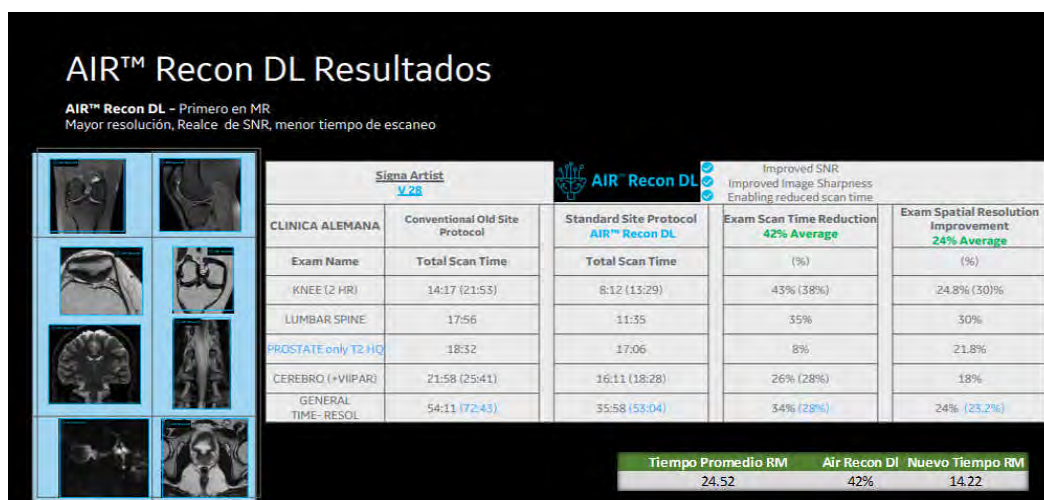 AIR™ Recon DL Resultados
AIR™ Recon DL – Primero en MR
Mayor resolución, Realce de SNR, menor tiempo de escaneo
Signa Artist
V 28
AIR™ Recon DL
Improved SNR
Improved Image Sharpness
Enabling reduced scan time
CLINICA ALEMANA
Conventional Old Site Protocol
Standard Site Protocol
AIR™ Recon DL
Exam Scan Time Reduction
42% Average
Exam Spatial Resolution Improvement
24% Average
Exam Name Total Scan Time Total Scan Time (%) (%)
KNEE (2 HR) 14:17 (21:53) 8:12 (13:29) 43% (38%) 24.8% (30)%
LUMBAR SPINE 17:56 11:35 35% 30%
PROSTATE only T2 HQ 18:32 17:06 8% 21.8%
CEREBRO (+VIIPAR) 21:58 (25:41) 16:11 (18:28) 26% (28%) 18%
GENERAL TIME- RESOL 54:11 (72:43) 35:58 (53:04) 34% (28%) 24% (23.2%)
Tiempo Promedio RM Air Recon Dl Nuevo Tiempo RM
24.52 42% 14.22